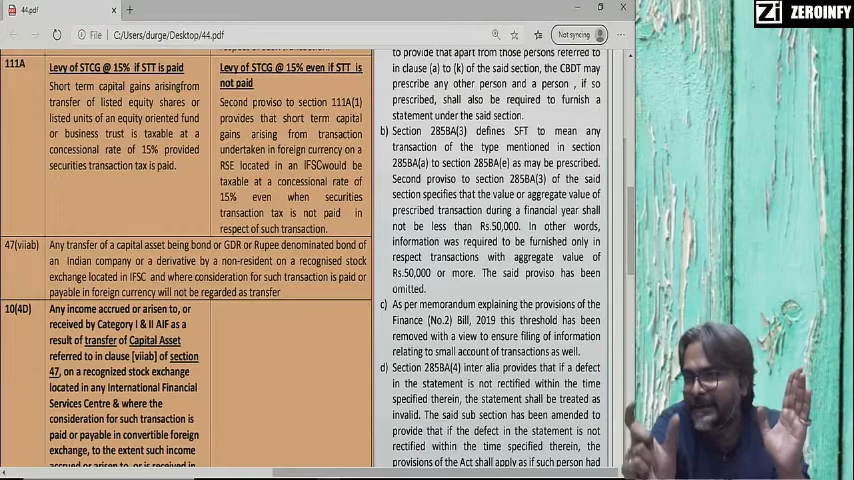 44.pdf
File
C:/Users/durge/Desktop/44.pdf
Not syncing
ZEROINFY
respect of such transaction.
111A
Levy of STCG @ 15% if STT is paid
Short term capital gains arisingfrom
transfer of listed equity shares or
listed units of an equity oriented fund
or business trust is taxable at a
concessional rate of 15% provided
securities transaction tax is paid.
Levy of STCG @ 15% even if STT is
not paid
Second proviso to section 111A(1)
provides that short term capital
gains arising from transaction
undertaken in foreign currency on a
RSE located in an IFSCwould be
taxable at a concessional rate of
15% even when securities
transaction tax is not paid in
respect of such transaction.
47(viiab)
Any transfer of a capital asset being bond or GDR or Rupee denominated bond of
an Indian company or a derivative by a non-resident on a recognised stock
exchange located in IFSC and where consideration for such transaction is paid or
payable in foreign currency will not be regarded as transfer
10(4D)
Any income accrued or arisen to, or
received by Category I & II AIF as a
result of transfer of Capital Asset
referred to in clause [viiab] of section
47, on a recognized stock exchange
located in any International Financial
Services Centre & where the
consideration for such transaction is
paid or payable in convertible foreign
exchange, to the extent such income
accrued or arisen to, or is received in
to provide that apart from those persons referred to
in clause (a) to (k) of the said section, the CBDT may
prescribe any other person and a person , if so
prescribed, shall also be required to furnish a
statement under the said section.
b) Section 285BA(3) defines SFT to mean any
transaction of the type mentioned in section
285BA(a) to section 285BA(e) as may be prescribed.
Second proviso to section 285BA(3) of the said
section specifies that the value or aggregate value of
prescribed transaction during a financial year shall
not be less than Rs.50,000. In other words,
information was required to be furnished only in
respect transactions with aggregate value of
Rs.50,000 or more. The said proviso has been
omitted.
c) As per memorandum explaining the provisions of the
Finance (No.2) Bill, 2019 this threshold has been
removed with a view to ensure filing of information
relating to small account of transactions as well.
d) Section 285BA(4) inter alia provides that if a defect
in the statement is not rectified within the time
specified therein, the statement shall be treated as
invalid. The said sub section has been amended to
provide that if the defect in the statement is not
rectified within the time specified therein, the
provisions of the Act shall apply as if such person had